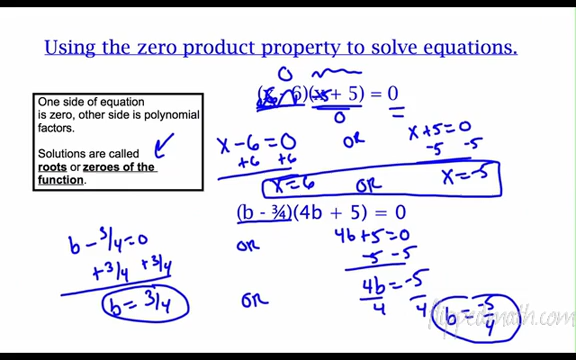 Using the zero product property to solve equations.
0
(x - 6)(x + 5) = 0
0
One side of equation
is zero, other side is polynomial
factors.
Solutions are called
roots or zeroes of the
function.
x - 6 = 0 OR x + 5 = 0
+6 +6 -5 -5
x = 6 OR x = -5
(b - ¾)(4b + 5) = 0
b - 3/4 = 0 OR 4b + 5 = 0
+3/4 +3/4 -5 -5
b = 3/4 OR 4b = -5
4 4
b = -5/4
flippedmath.com